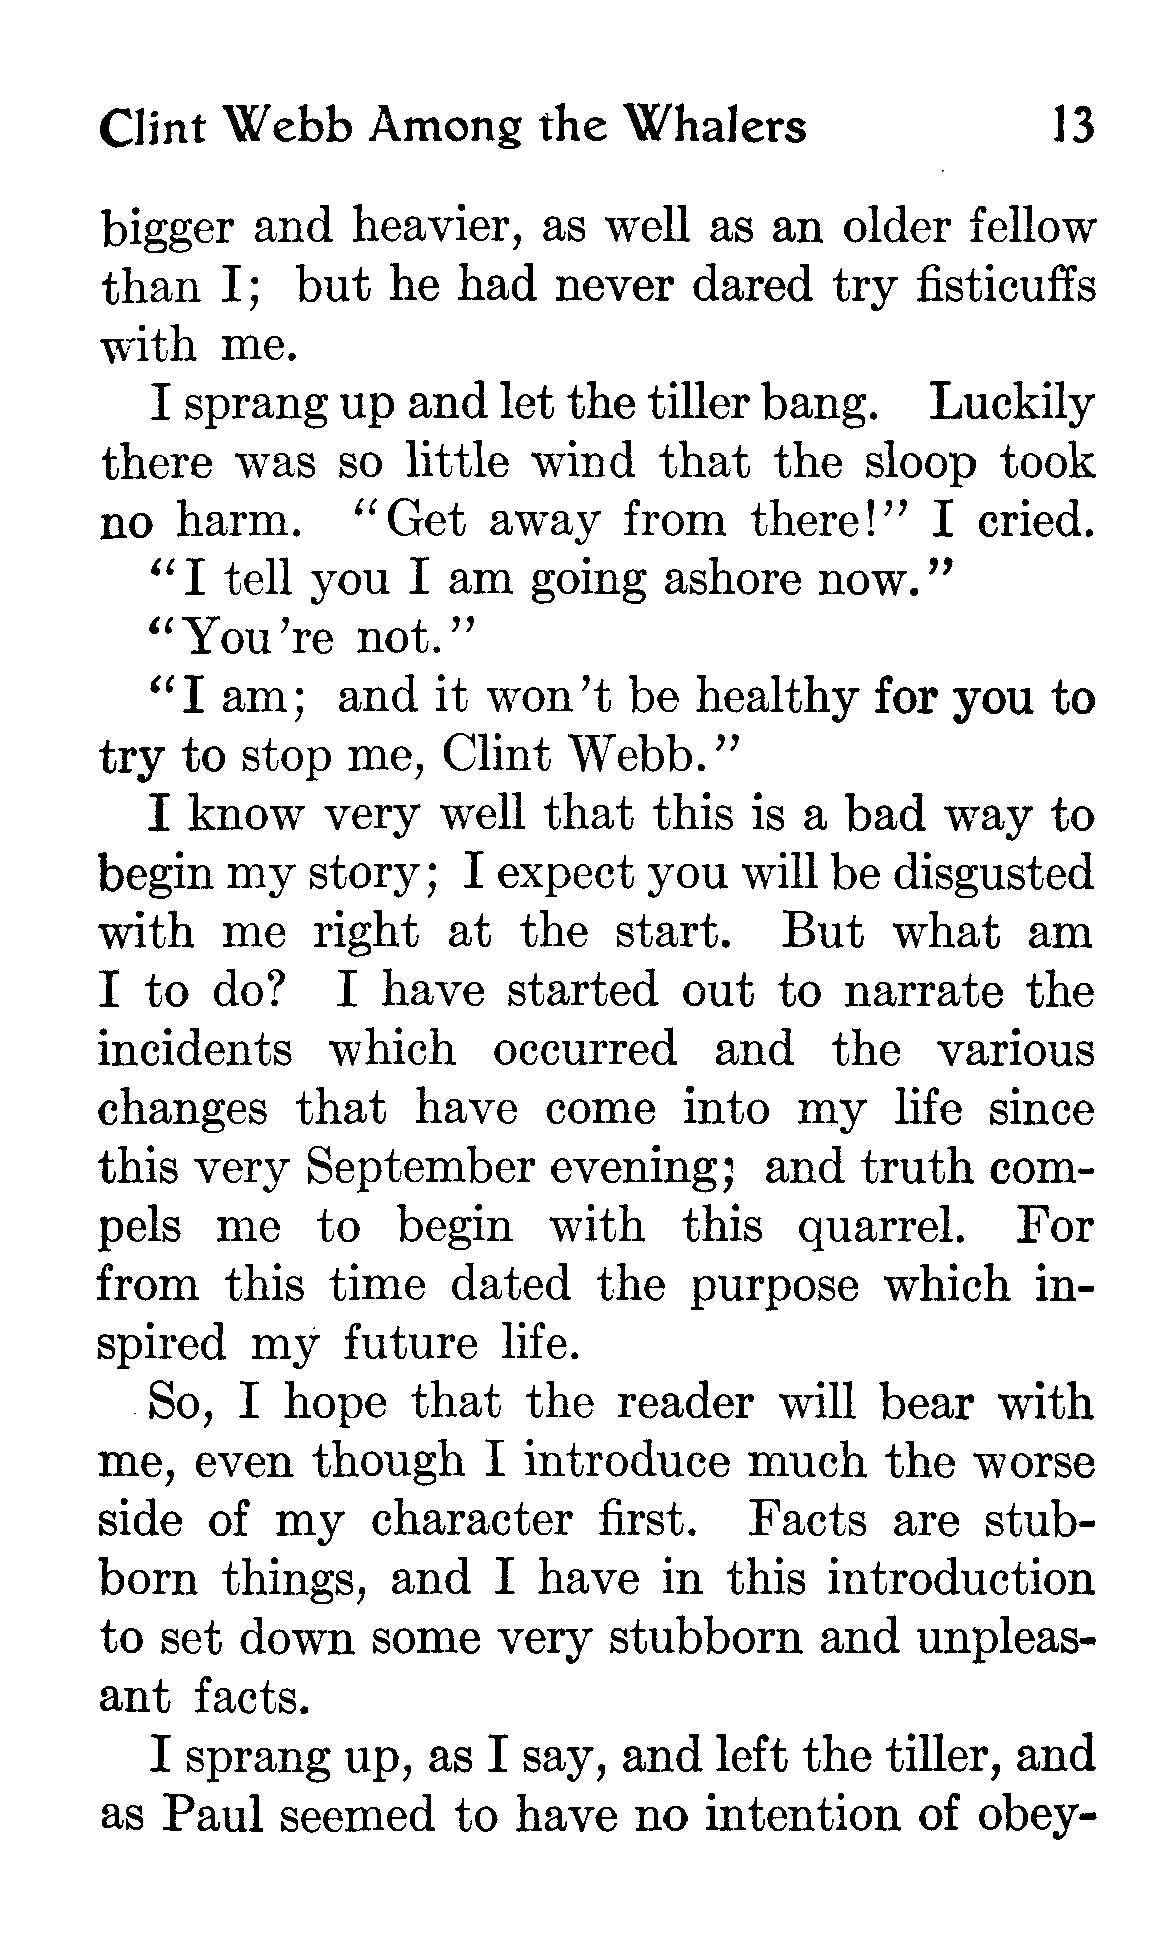 Clint Webb Among the Whalers 13
bigger and heavier, as well as an older fellow
than I; but he had never dared try fisticuffs
with me.
I sprang up and let the tiller bang. Luckily
there was so little wind that the sloop took
no harm. "Get away from there!" I cried.
"I tell you I am going ashore now."
"You're not."
"I am; and it won't be healthy for you to
try to stop me, Clint Webb."
I know very well that this is a bad way to
begin my story; I expect you will be disgusted
with me right at the start. But what am
I to do? I have started out to narrate the
incidents which occurred and the various
changes that have come into my life since
this very September evening; and truth com-
pels me to begin with this quarrel. For
from this time dated the purpose which in-
spired my future life.
So, I hope that the reader will bear with
me, even though I introduce much the worse
side of my character first. Facts are stub-
born things, and I have in this introduction
to set down some very stubborn and unpleas-
ant facts.
I sprang up, as I say, and left the tiller, and
as Paul seemed to have no intention of obey-